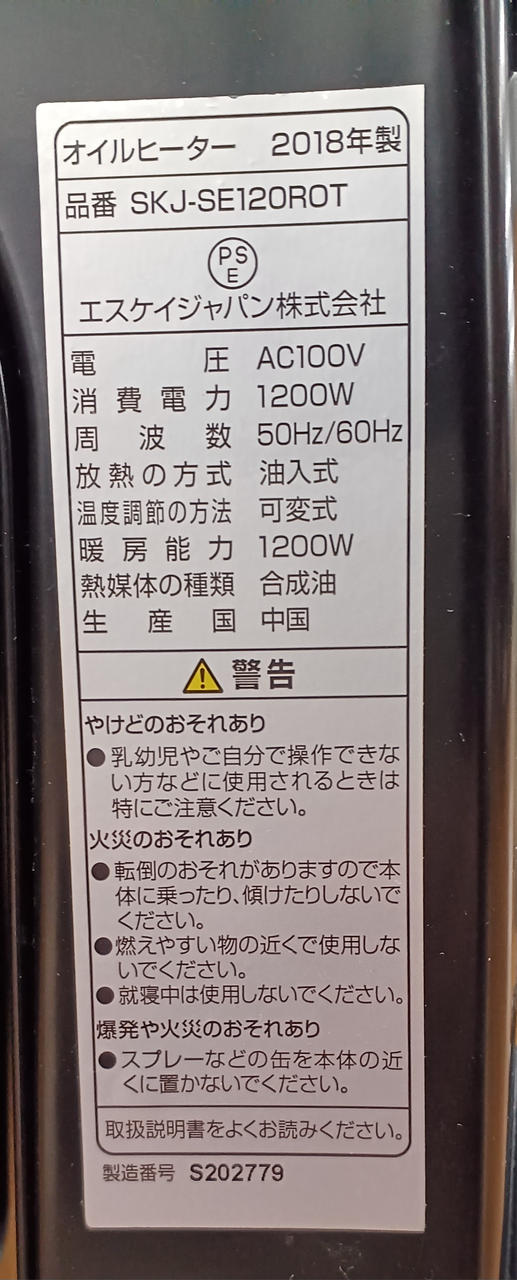 オイルヒーター 2018年製
品番 SKJ-SE120ROT
PS
E
エスケイジャパン株式会社
電圧 AC100V
消費電力 1200W
周波数 50Hz/60Hz
放熱の方式 油入式
温度調節の方法 可変式
暖房能力 1200W
熱媒体の種類 合成油
生産国 中国
警告
やけどのおそれあり
●乳幼児やご自分で操作できな
い方などに使用されるときは
特にご注意ください。
火災のおそれあり
●転倒のおそれがありますので本
体に乗ったり、傾けたりしないで
ください。
●燃えやすい物の近くで使用しな
いでください。
●就寝中は使用しないでください。
爆発や火災のおそれあり
●スプレーなどの缶を本体の近
くに置かないでください。
取扱説明書をよくお読みください。
製造番号 S202779